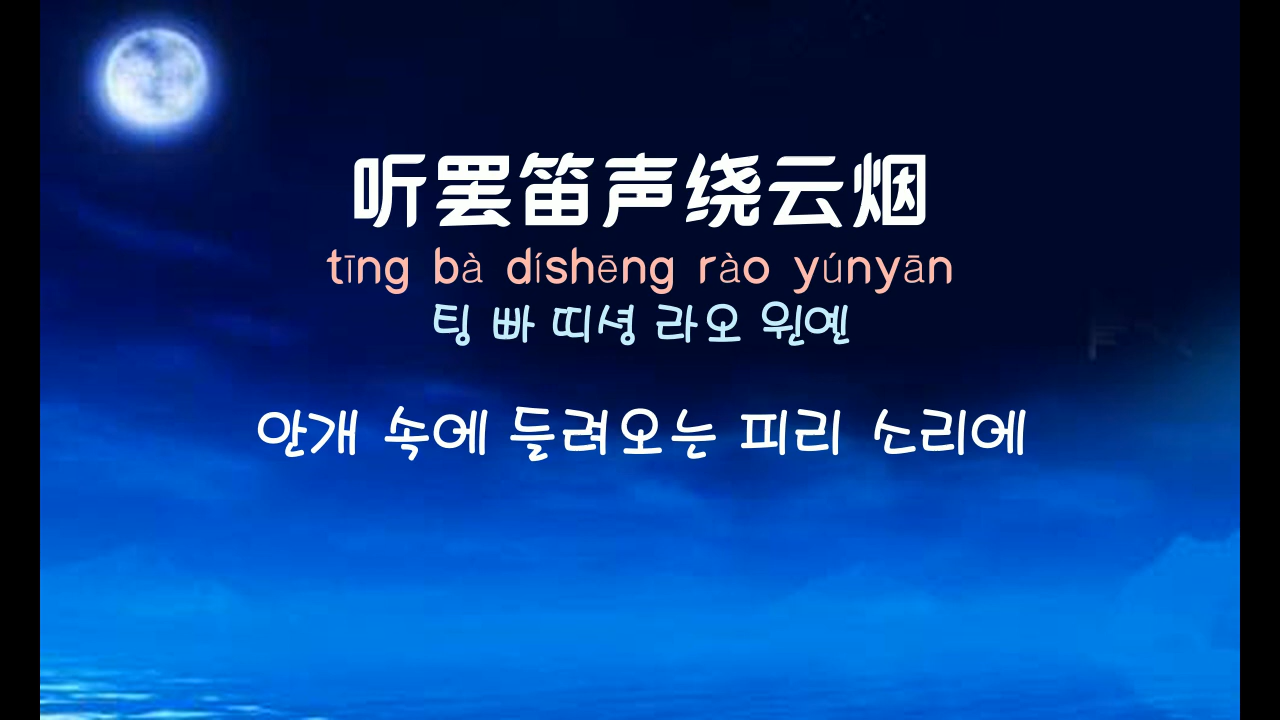 听罢笛声绕云烟
tīng bà díshēng rào yúnyān
팅 빠 띠셩 라오 윈옌
안개 속에 들려오는 피리 소리에